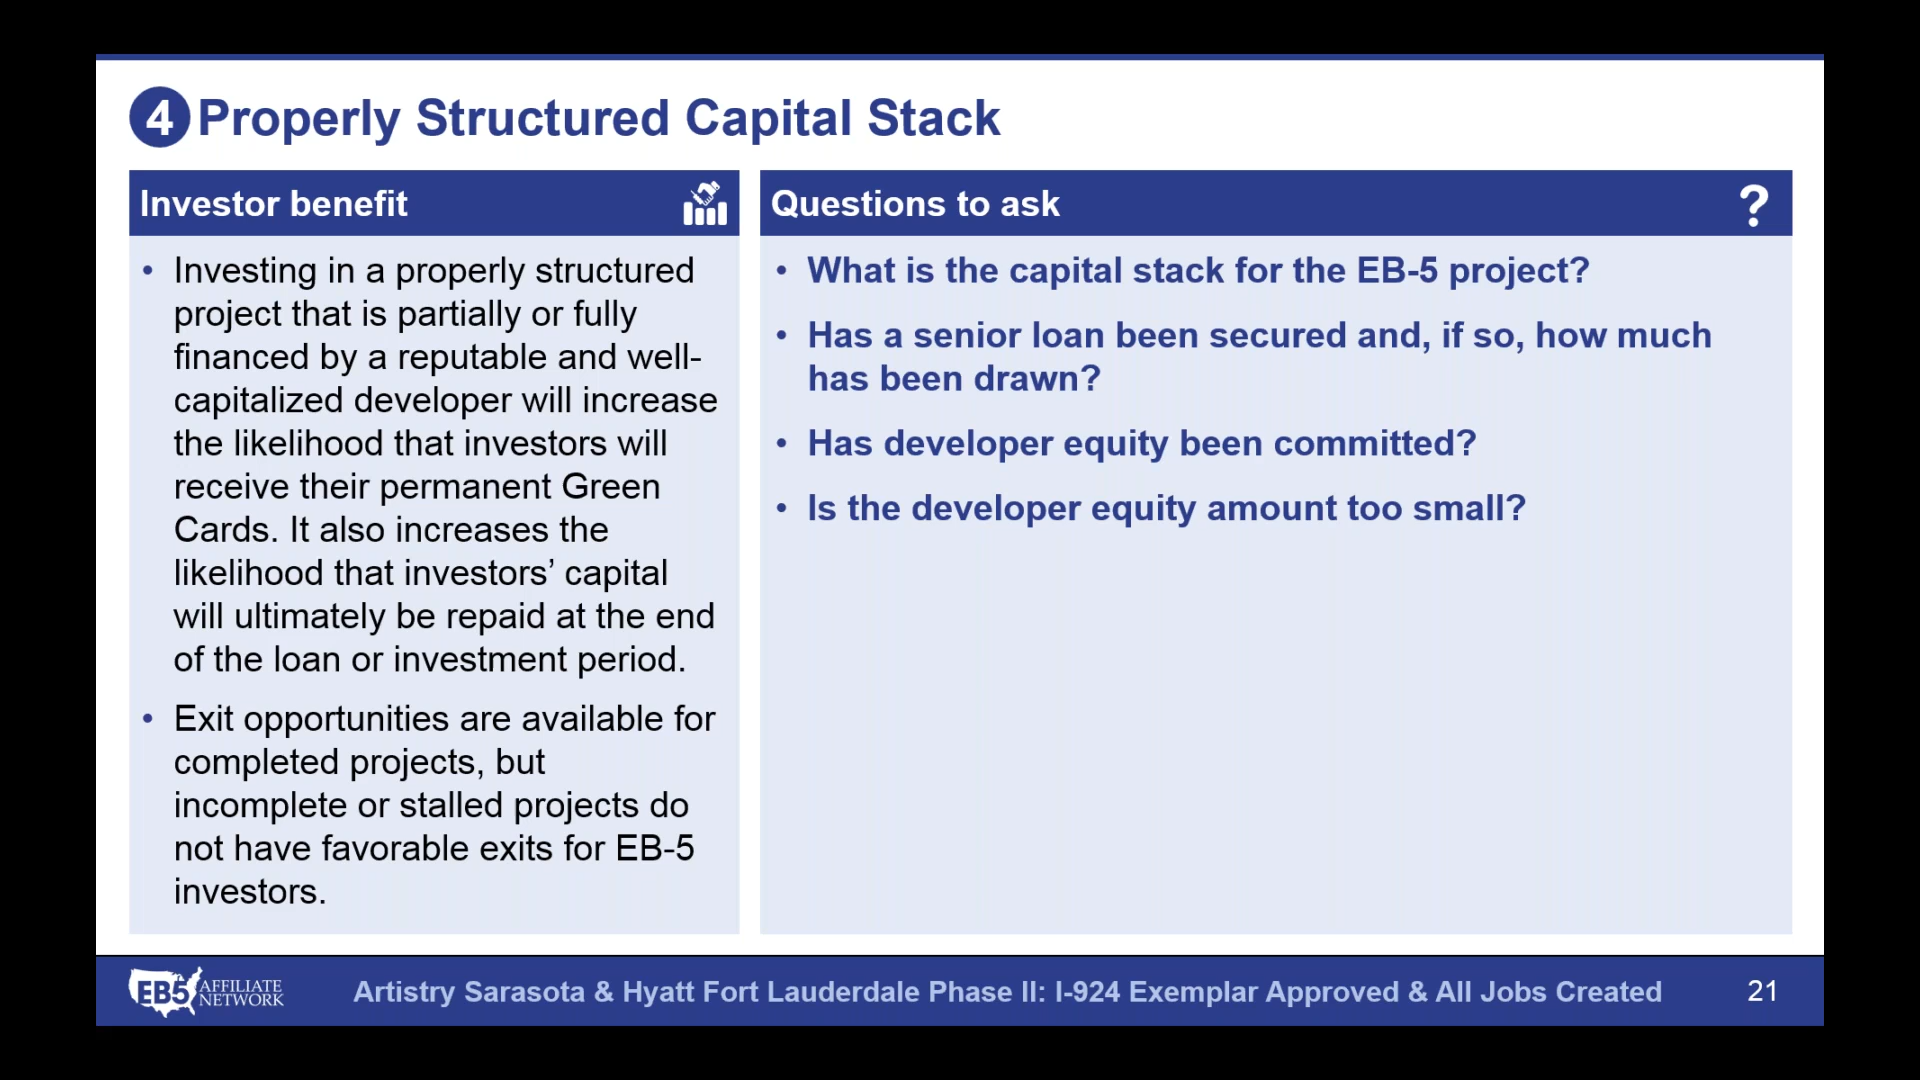 4 Properly Structured Capital Stack
Investor benefit
• Investing in a properly structured
project that is partially or fully
financed by a reputable and well-
capitalized developer will increase
the likelihood that investors will
receive their permanent Green
Cards. It also increases the
likelihood that investors’ capital
will ultimately be repaid at the end
of the loan or investment period.
• Exit opportunities are available for
completed projects, but
incomplete or stalled projects do
not have favorable exits for EB-5
investors.
Questions to ask ?
• What is the capital stack for the EB-5 project?
• Has a senior loan been secured and, if so, how much
has been drawn?
• Has developer equity been committed?
• Is the developer equity amount too small?
EB5 AFFILIATE
NETWORK
Artistry Sarasota & Hyatt Fort Lauderdale Phase II: I-924 Exemplar Approved & All Jobs Created
21